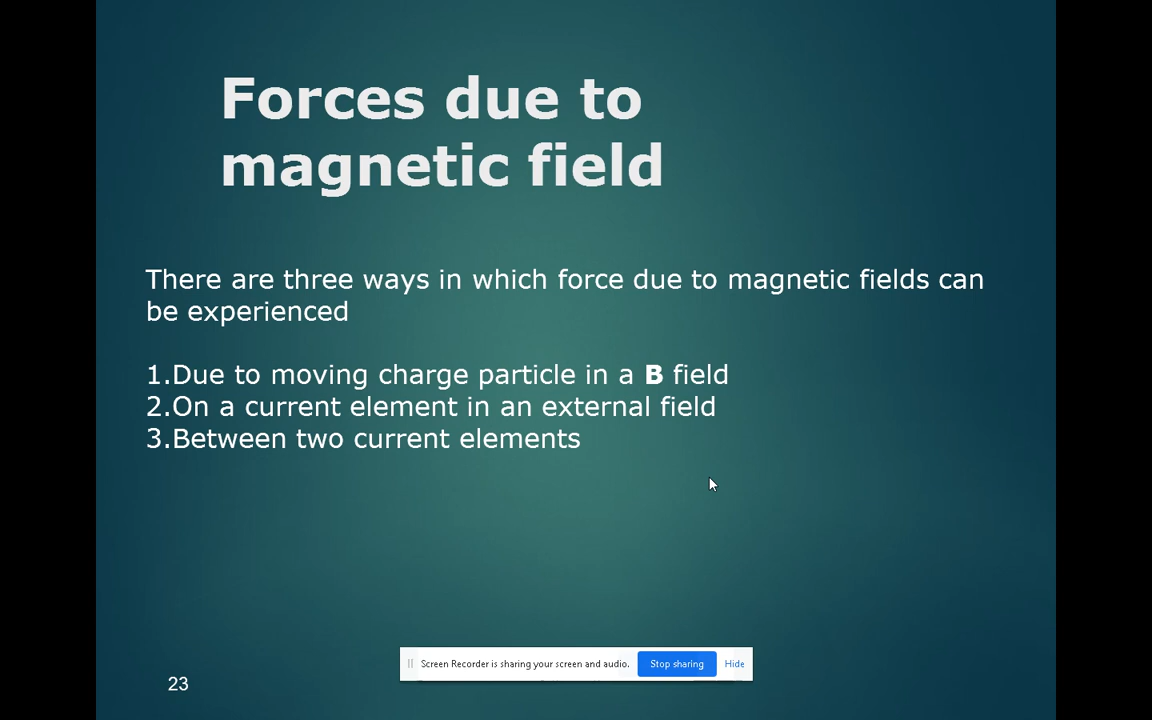 Forces due to
magnetic field
There are three ways in which force due to magnetic fields can
be experienced
1.Due to moving charge particle in a B field
2.On a current element in an external field
3.Between two current elements
Screen Recorder is sharing your screen and audio. Stop sharing Hide
23